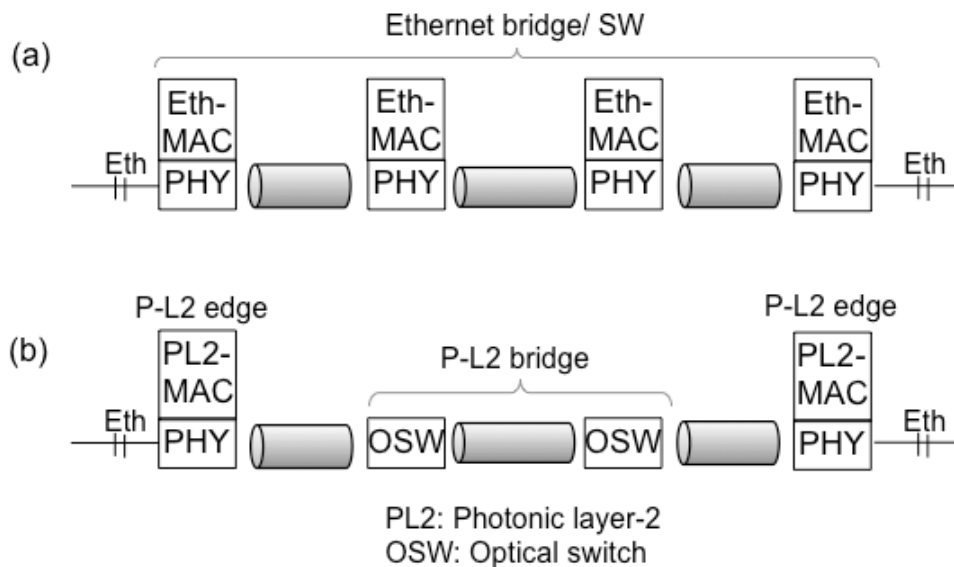 Ethernet bridge/ SW
(a)
Eth-
MAC
Eth-
MAC
Eth-
MAC
Eth-
MAC
Eth
PHY
PHY
PHY
PHY
Eth
P-L2 edge
P-L2 edge
(b)
PL2-
MAC
P-L2 bridge
PL2-
MAC
Eth
PHY
OSW
OSW
PHY
Eth
PL2: Photonic layer-2
OSW: Optical switch